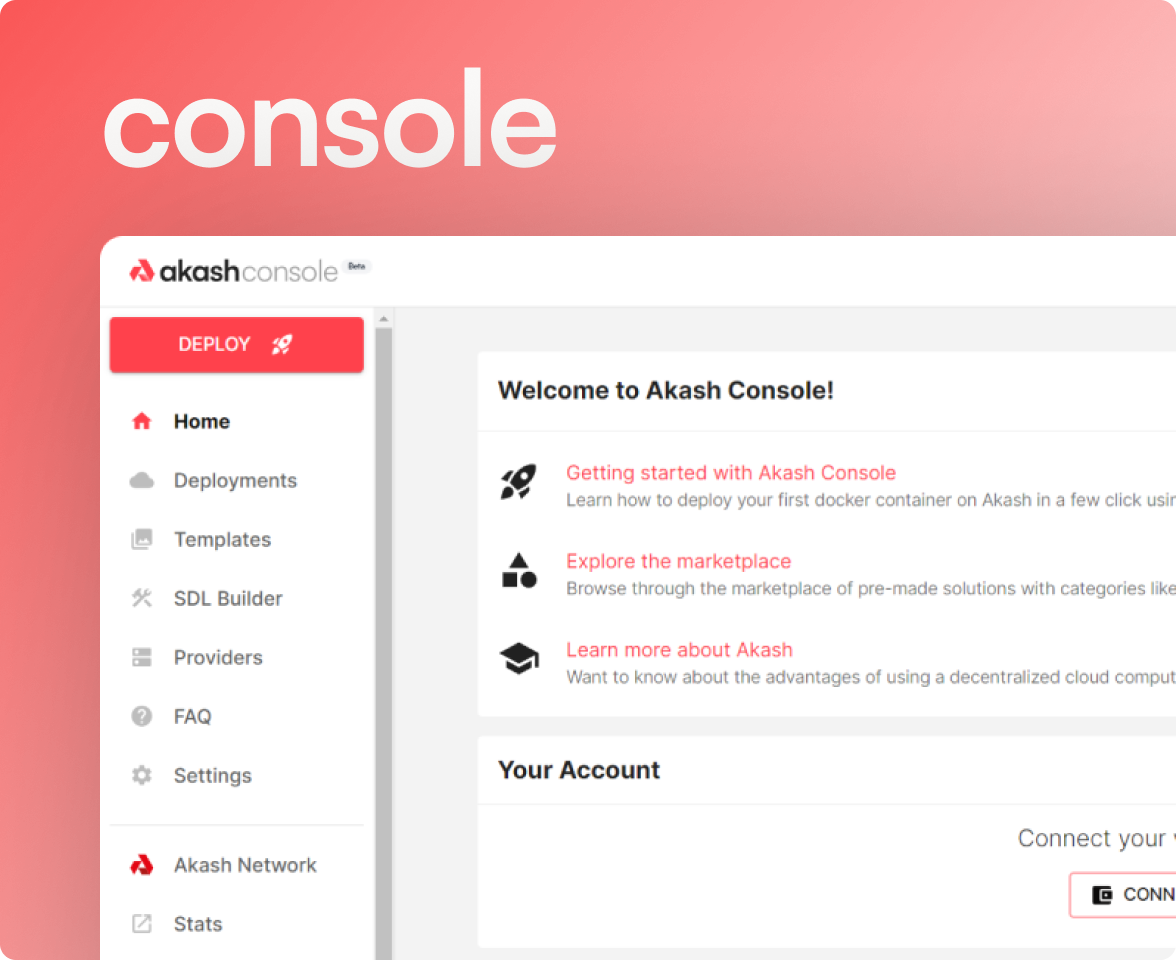 console
akashconsole Beta
DEPLOY
Home
Deployments
Templates
SDL Builder
Providers
FAQ
Settings
Akash Network
Stats
Welcome to Akash Console!
Getting started with Akash Console
Learn how to deploy your first docker container on Akash in a few click usin
Explore the marketplace
Browse through the marketplace of pre-made solutions with categories like
Learn more about Akash
Want to know about the advantages of using a decentralized cloud comput
Your Account
Connect your
CONN